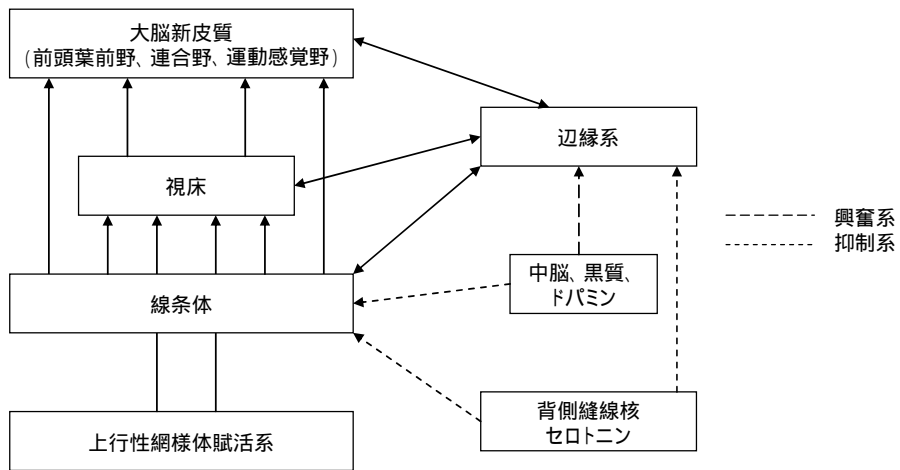 大脳新皮質
(前頭葉前野、連合野、運動感覚野)
辺縁系
視床
興奮系
抑制系
中脳、黒質、
ドパミン
線条体
背側縫線核
セロトニン
上行性網様体賦活系